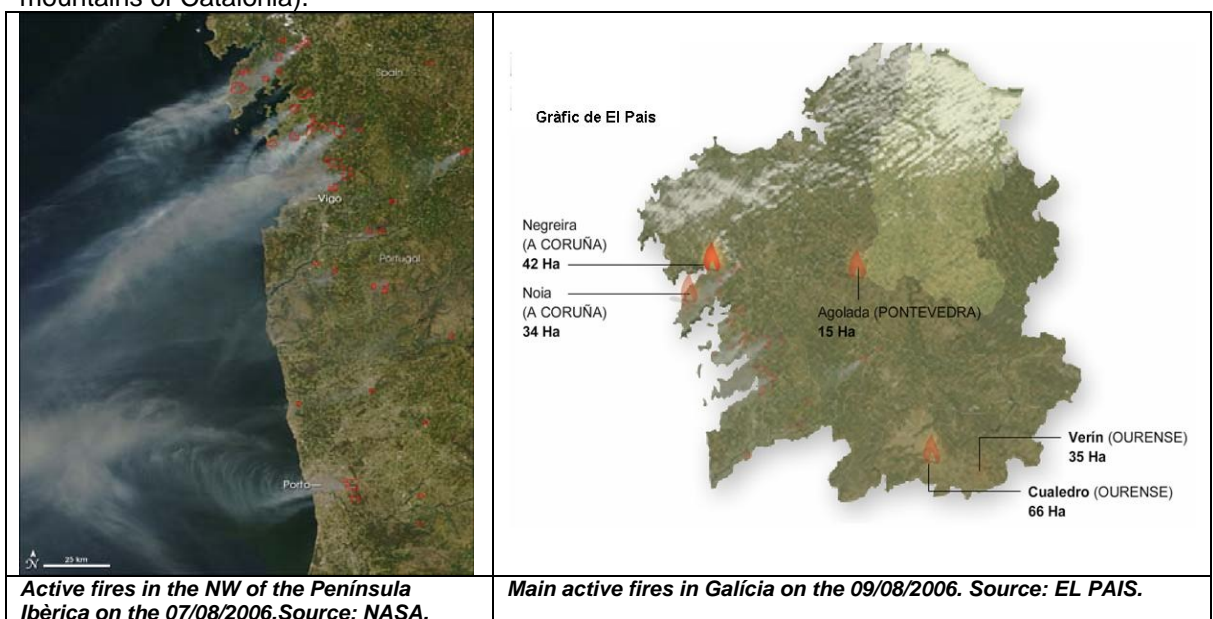 mountains of Catalonia).
Spain
Vigo
Portugal
Porto
N
25 km
Gràfic de El Pais
Negreira
(A CORUÑA)
42 Ha
Noia
(A CORUÑA)
34 Ha
Agolada (PONTEVEDRA)
15 Ha
Verín (OURENSE)
35 Ha
Cualedro (OURENSE)
66 Ha
Active fires in the NW of the Península
Ibèrica on the 07/08/2006.Source: NASA.
Main active fires in Galícia on the 09/08/2006. Source: EL PAIS.